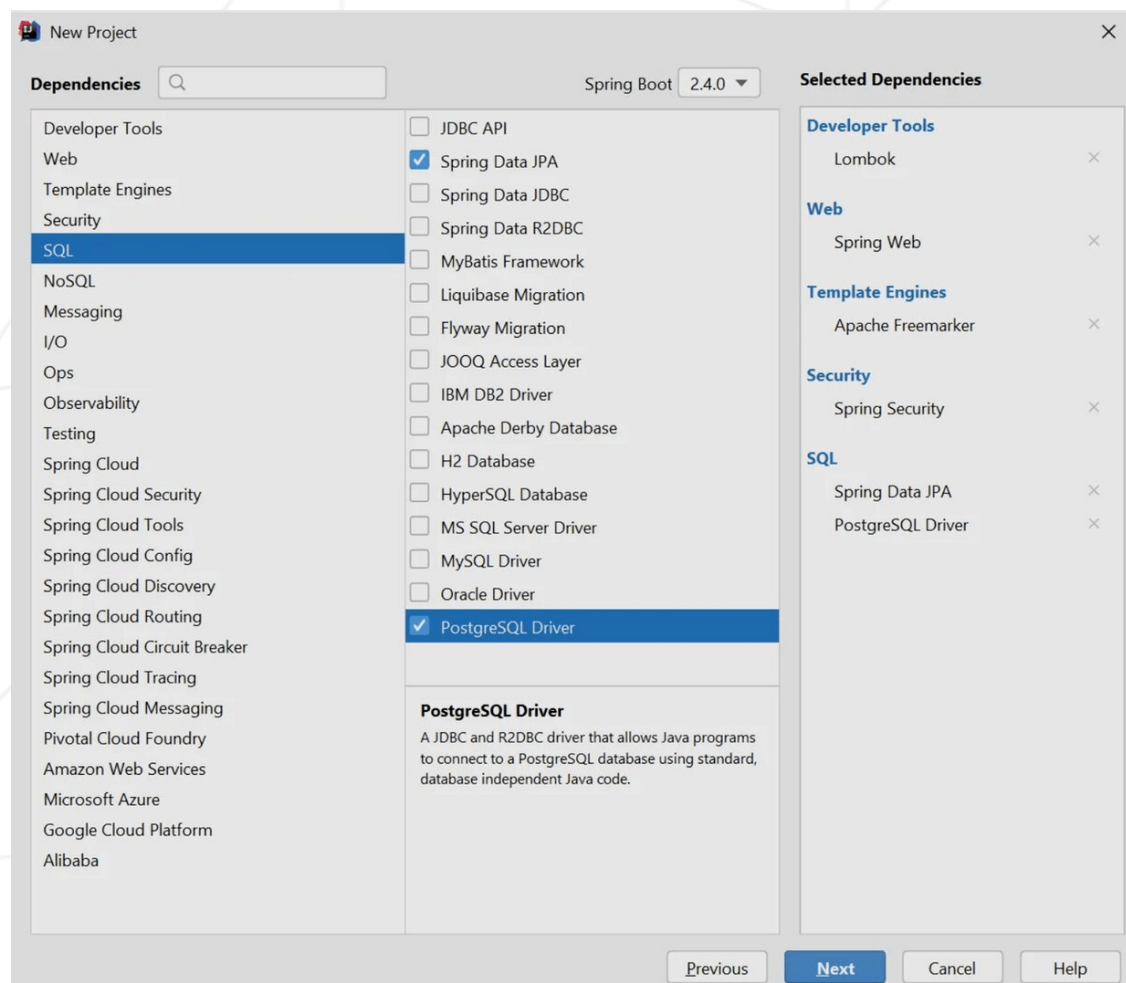 New Project
Dependencies
Spring Boot 2.4.0
Developer Tools
Web
Template Engines
Security
SQL
NoSQL
Messaging
I/O
Ops
Observability
Testing
Spring Cloud
Spring Cloud Security
Spring Cloud Tools
Spring Cloud Config
Spring Cloud Discovery
Spring Cloud Routing
Spring Cloud Circuit Breaker
Spring Cloud Tracing
Spring Cloud Messaging
Pivotal Cloud Foundry
Amazon Web Services
Microsoft Azure
Google Cloud Platform
Alibaba
JDBC API
Spring Data JPA
Spring Data JDBC
Spring Data R2DBC
MyBatis Framework
Liquibase Migration
Flyway Migration
JOOQ Access Layer
IBM DB2 Driver
Apache Derby Database
H2 Database
HyperSQL Database
MS SQL Server Driver
MySQL Driver
Oracle Driver
PostgreSQL Driver
PostgreSQL Driver
A JDBC and R2DBC driver that allows Java programs
to connect to a PostgreSQL database using standard,
database independent Java code.
Selected Dependencies
Developer Tools
Lombok
Web
Spring Web
Template Engines
Apache Freemarker
Security
Spring Security
SQL
Spring Data JPA
PostgreSQL Driver
Previous
Next
Cancel
Help